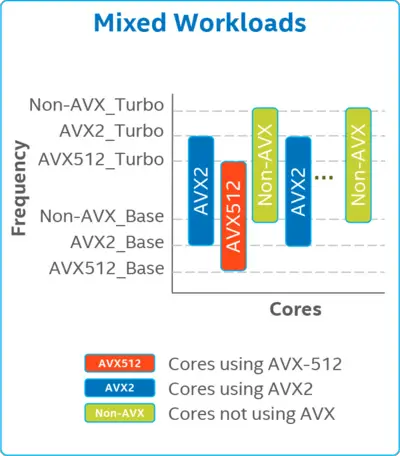 Mixed Workloads
Frequency
Non-AVX_Turbo
AVX2_Turbo
AVX512_Turbo
Non-AVX_Base
AVX2_Base
AVX512_Base
AVX2
AVX512
Non-AVX
AVX2
...
Non-AVX
Cores
AVX512 Cores using AVX-512
AVX2 Cores using AVX2
Non-AVX Cores not using AVX